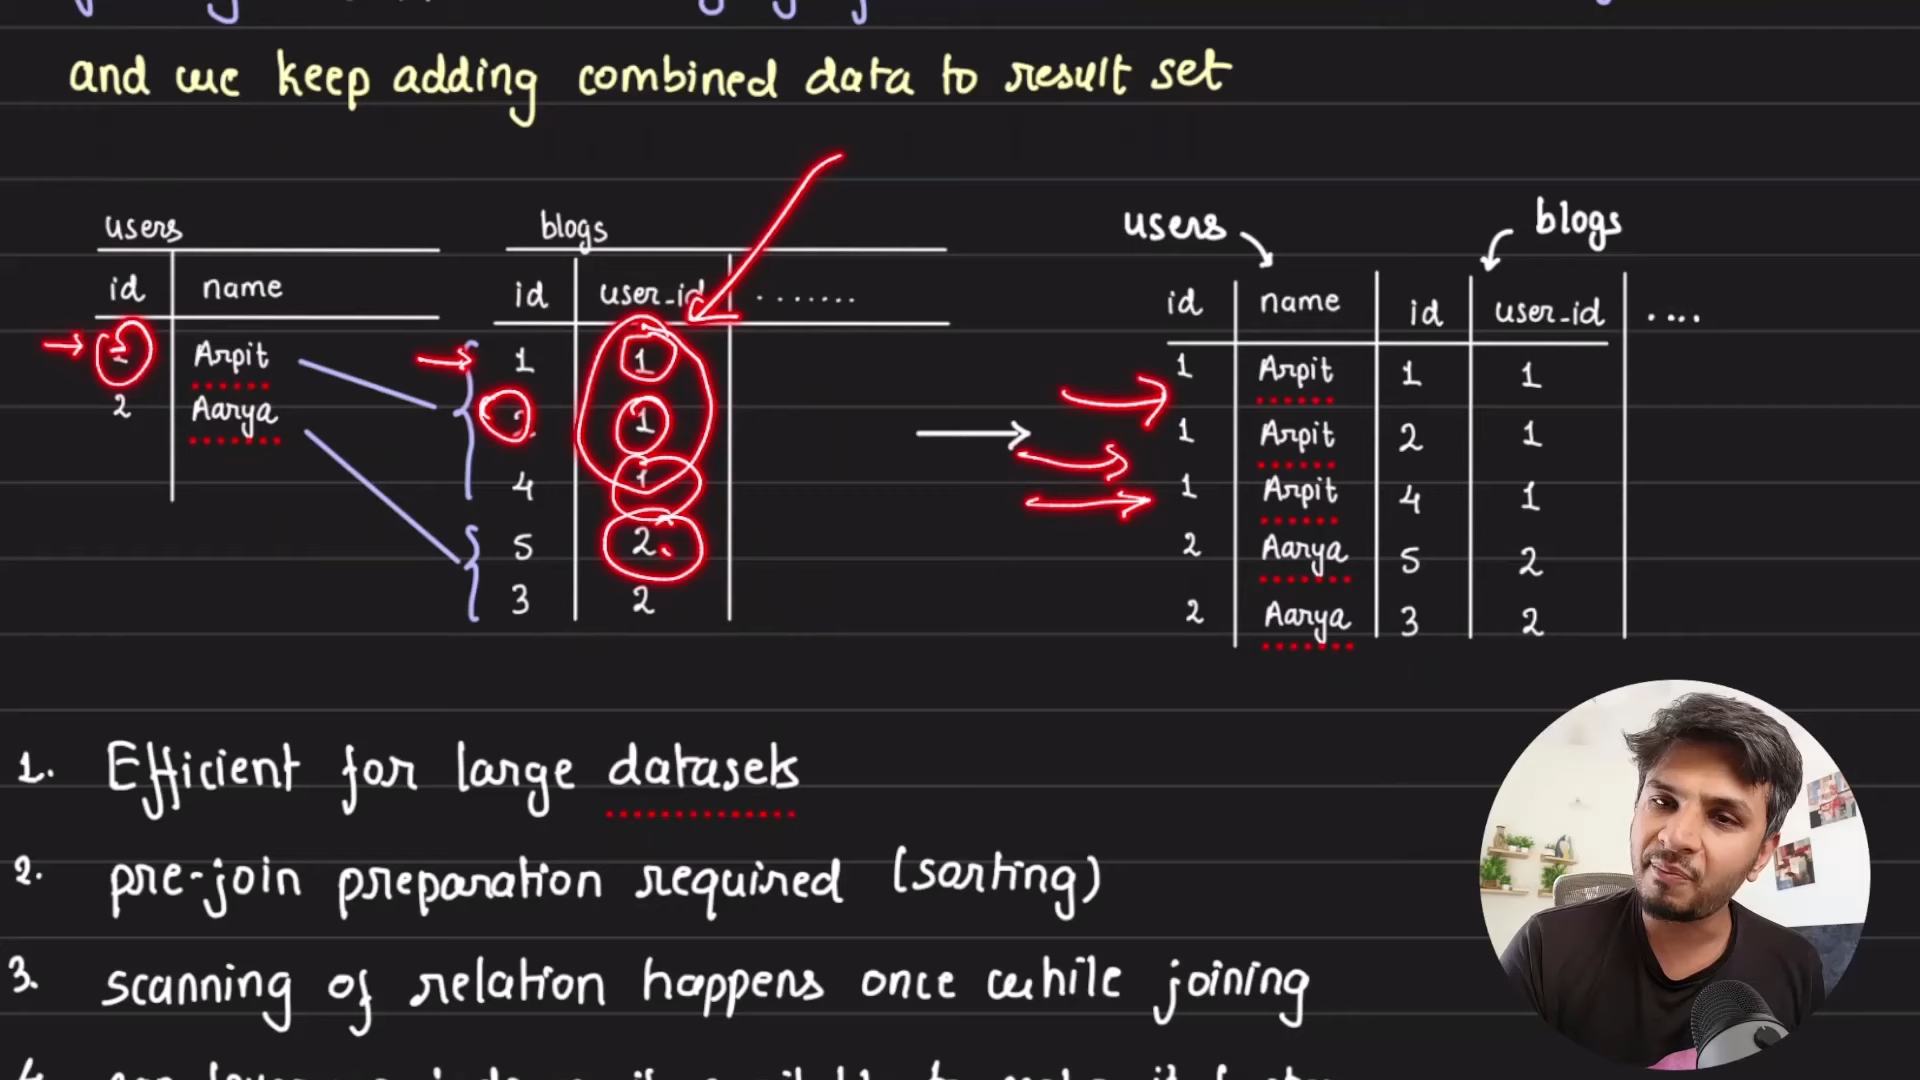 and we keep adding combined data to result set
users
id name
1 Arpit
2 Aarya
blogs
id user_id .......
1 1
2 1
4 1
5 2
3 2
users blogs
id name id user_id ....
1 Arpit 1 1
1 Arpit 2 1
1 Arpit 4 1
2 Aarya 5 2
2 Aarya 3 2
1. Efficient for large datasets
2. pre-join preparation required (sorting)
3. scanning of relation happens once while joining